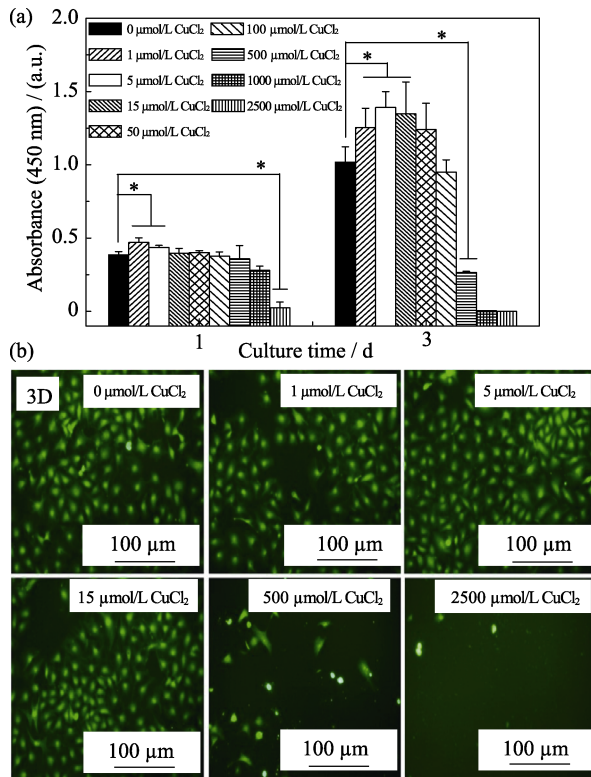 (a)
0 μmol/L CuCl₂
100 μmol/L CuCl₂
1 μmol/L CuCl₂
500 μmol/L CuCl₂
5 μmol/L CuCl₂
1000 μmol/L CuCl₂
15 μmol/L CuCl₂
2500 μmol/L CuCl₂
50 μmol/L CuCl₂
Absorbance (450 nm) / (a.u.)
2.0
1.5
1.0
0.5
0
*
*
*
*
1
3
Culture time / d
(b)
3D
0 μmol/L CuCl₂
1 μmol/L CuCl₂
5 μmol/L CuCl₂
100 μm
100 μm
100 μm
15 μmol/L CuCl₂
500 μmol/L CuCl₂
2500 μmol/L CuCl₂
100 μm
100 μm
100 μm